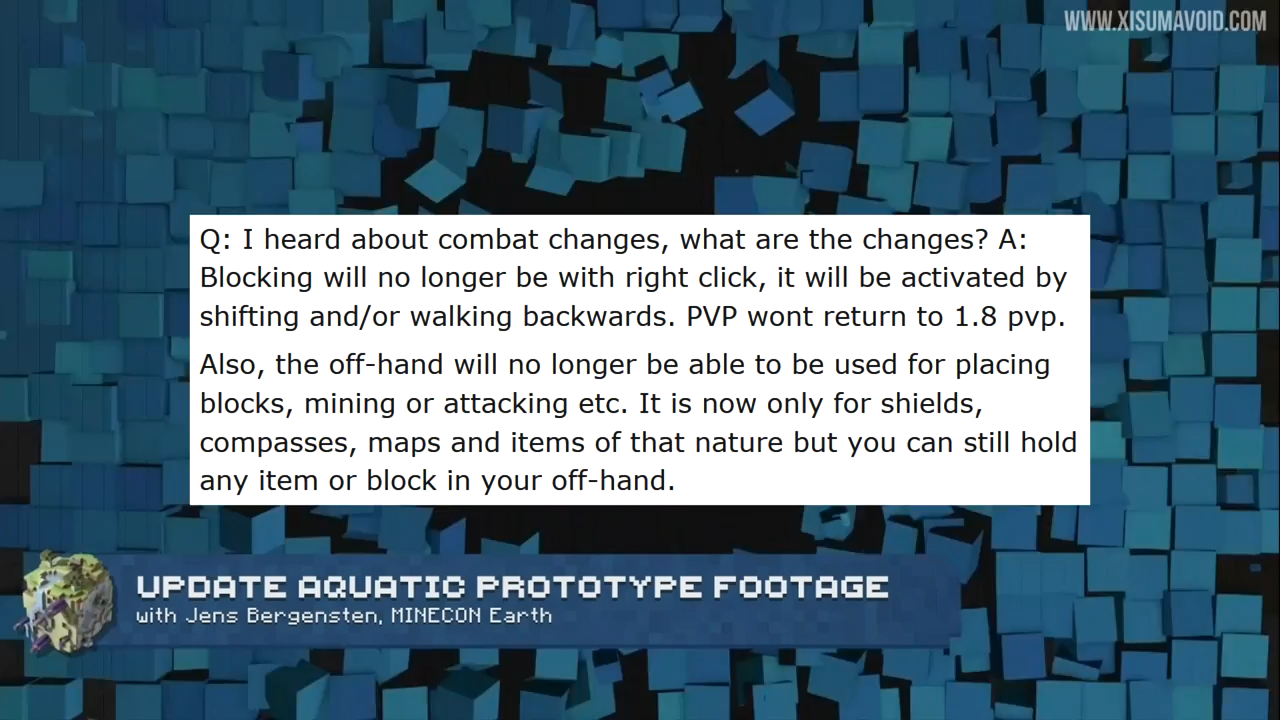 WWW.XISUMAVOID.COM
Q: I heard about combat changes, what are the changes? A:
Blocking will no longer be with right click, it will be activated by
shifting and/or walking backwards. PVP wont return to 1.8 pvp.
Also, the off-hand will no longer be able to be used for placing
blocks, mining or attacking etc. It is now only for shields,
compasses, maps and items of that nature but you can still hold
any item or block in your off-hand.
UPDATE AQUATIC PROTOTYPE FOOTAGE
with Jens Bergensten, MINECON Earth